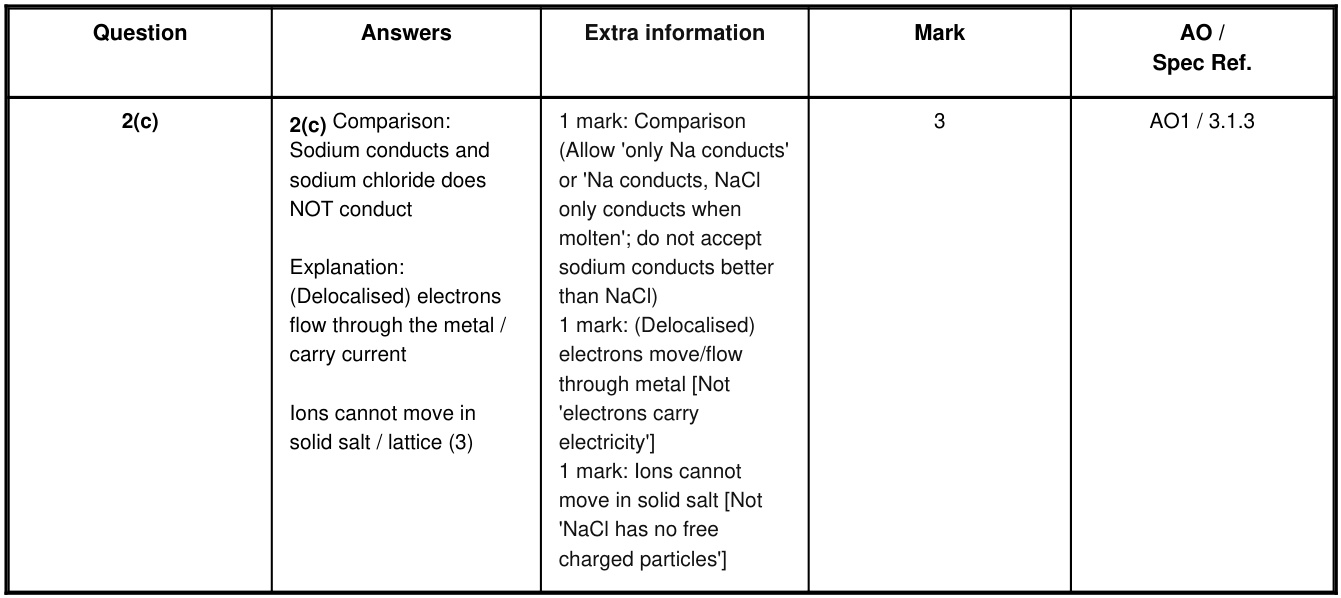 Question
Answers
Extra information
Mark
AO /
Spec Ref.
2(c)
2(c) Comparison:
Sodium conducts and
sodium chloride does
NOT conduct
Explanation:
(Delocalised) electrons
flow through the metal /
carry current
Ions cannot move in
solid salt / lattice (3)
1 mark: Comparison
(Allow 'only Na conducts'
or 'Na conducts, NaCl
only conducts when
molten'; do not accept
sodium conducts better
than NaCl)
1 mark: (Delocalised)
electrons move/flow
through metal [Not
'electrons carry
electricity']
1 mark: Ions cannot
move in solid salt [Not
'NaCl has no free
charged particles']
3
AO1 / 3.1.3